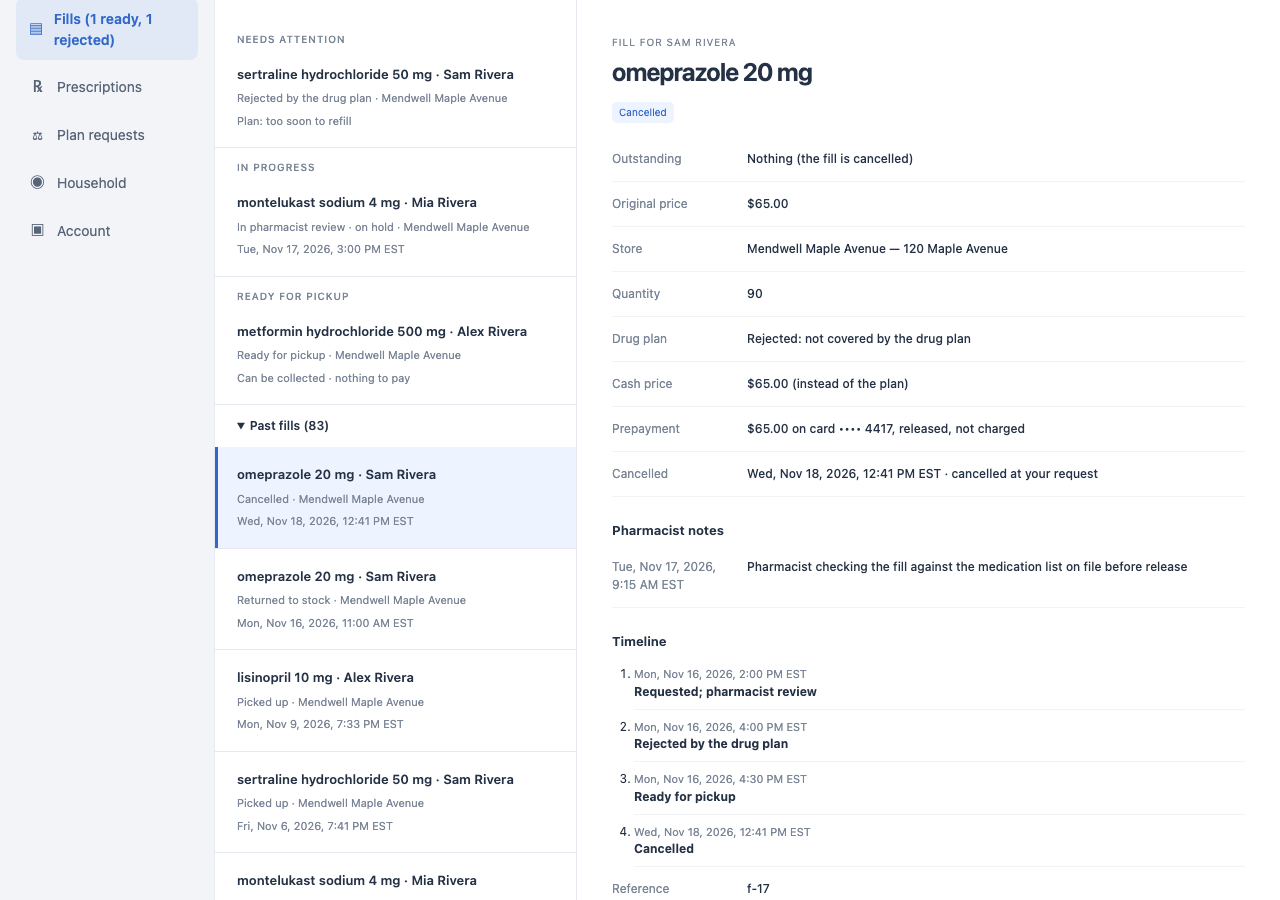 Fills (1 ready, 1
rejected)
℞ Prescriptions
Plan requests
Household
Account
NEEDS ATTENTION
sertraline hydrochloride 50 mg · Sam Rivera
Rejected by the drug plan · Mendwell Maple Avenue
Plan: too soon to refill
IN PROGRESS
montelukast sodium 4 mg · Mia Rivera
In pharmacist review · on hold · Mendwell Maple Avenue
Tue, Nov 17, 2026, 3:00 PM EST
READY FOR PICKUP
metformin hydrochloride 500 mg · Alex Rivera
Ready for pickup · Mendwell Maple Avenue
Can be collected · nothing to pay
▼ Past fills (83)
omeprazole 20 mg · Sam Rivera
Cancelled · Mendwell Maple Avenue
Wed, Nov 18, 2026, 12:41 PM EST
omeprazole 20 mg · Sam Rivera
Returned to stock · Mendwell Maple Avenue
Mon, Nov 16, 2026, 11:00 AM EST
lisinopril 10 mg · Alex Rivera
Picked up · Mendwell Maple Avenue
Mon, Nov 9, 2026, 7:33 PM EST
sertraline hydrochloride 50 mg · Sam Rivera
Picked up · Mendwell Maple Avenue
Fri, Nov 6, 2026, 7:41 PM EST
montelukast sodium 4 mg · Mia Rivera
FILL FOR SAM RIVERA
omeprazole 20 mg
Cancelled
Outstanding Nothing (the fill is cancelled)
Original price $65.00
Store Mendwell Maple Avenue — 120 Maple Avenue
Quantity 90
Drug plan Rejected: not covered by the drug plan
Cash price $65.00 (instead of the plan)
Prepayment $65.00 on card •••• 4417, released, not charged
Cancelled Wed, Nov 18, 2026, 12:41 PM EST · cancelled at your request
Pharmacist notes
Tue, Nov 17, 2026, Pharmacist checking the fill against the medication list on file before release
9:15 AM EST
Timeline
1. Mon, Nov 16, 2026, 2:00 PM EST
Requested; pharmacist review
2. Mon, Nov 16, 2026, 4:00 PM EST
Rejected by the drug plan
3. Mon, Nov 16, 2026, 4:30 PM EST
Ready for pickup
4. Wed, Nov 18, 2026, 12:41 PM EST
Cancelled
Reference f-17